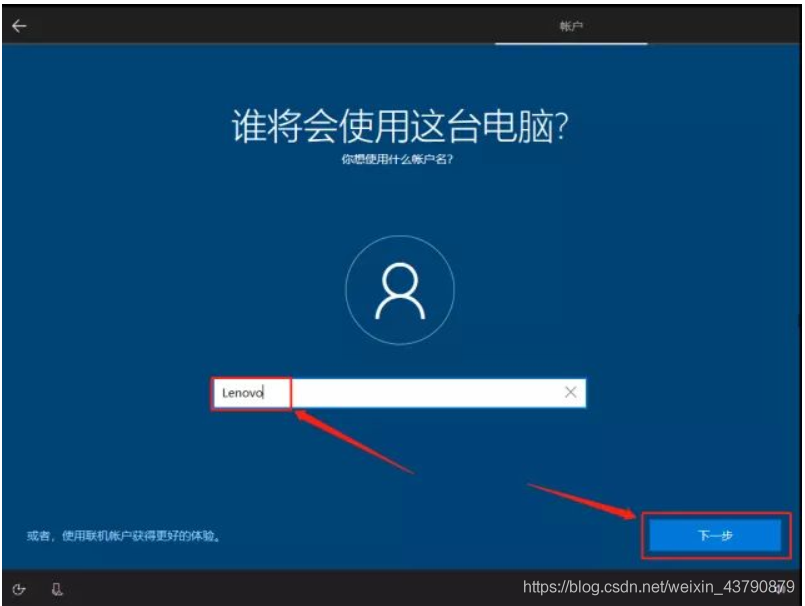 帐户
谁将会使用这台电脑?
你想使用什么帐户名?
Lenovo
或者，使用联机帐户获得更好的体验。
下一步
https://blog.csdn.net/weixin_43790879